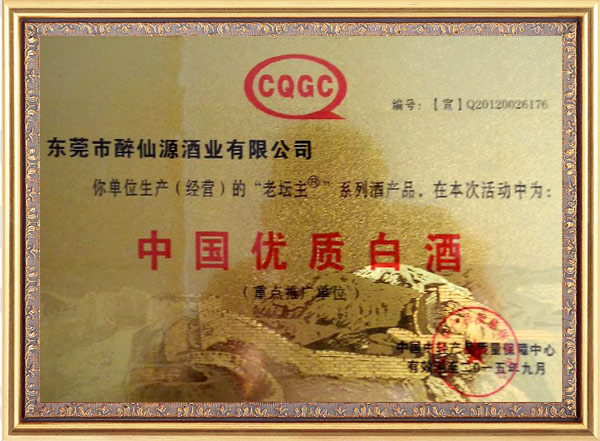 CQGC
编号：【宣】Q20120026176
东莞市醉仙源酒业有限公司
你单位生产（经营）的“老坛主®”系列酒产品，在本次活动中为：
中国优质白酒
（重点推广单位）
中国中轻产品质量保障中心
有效期至二〇一五年九月